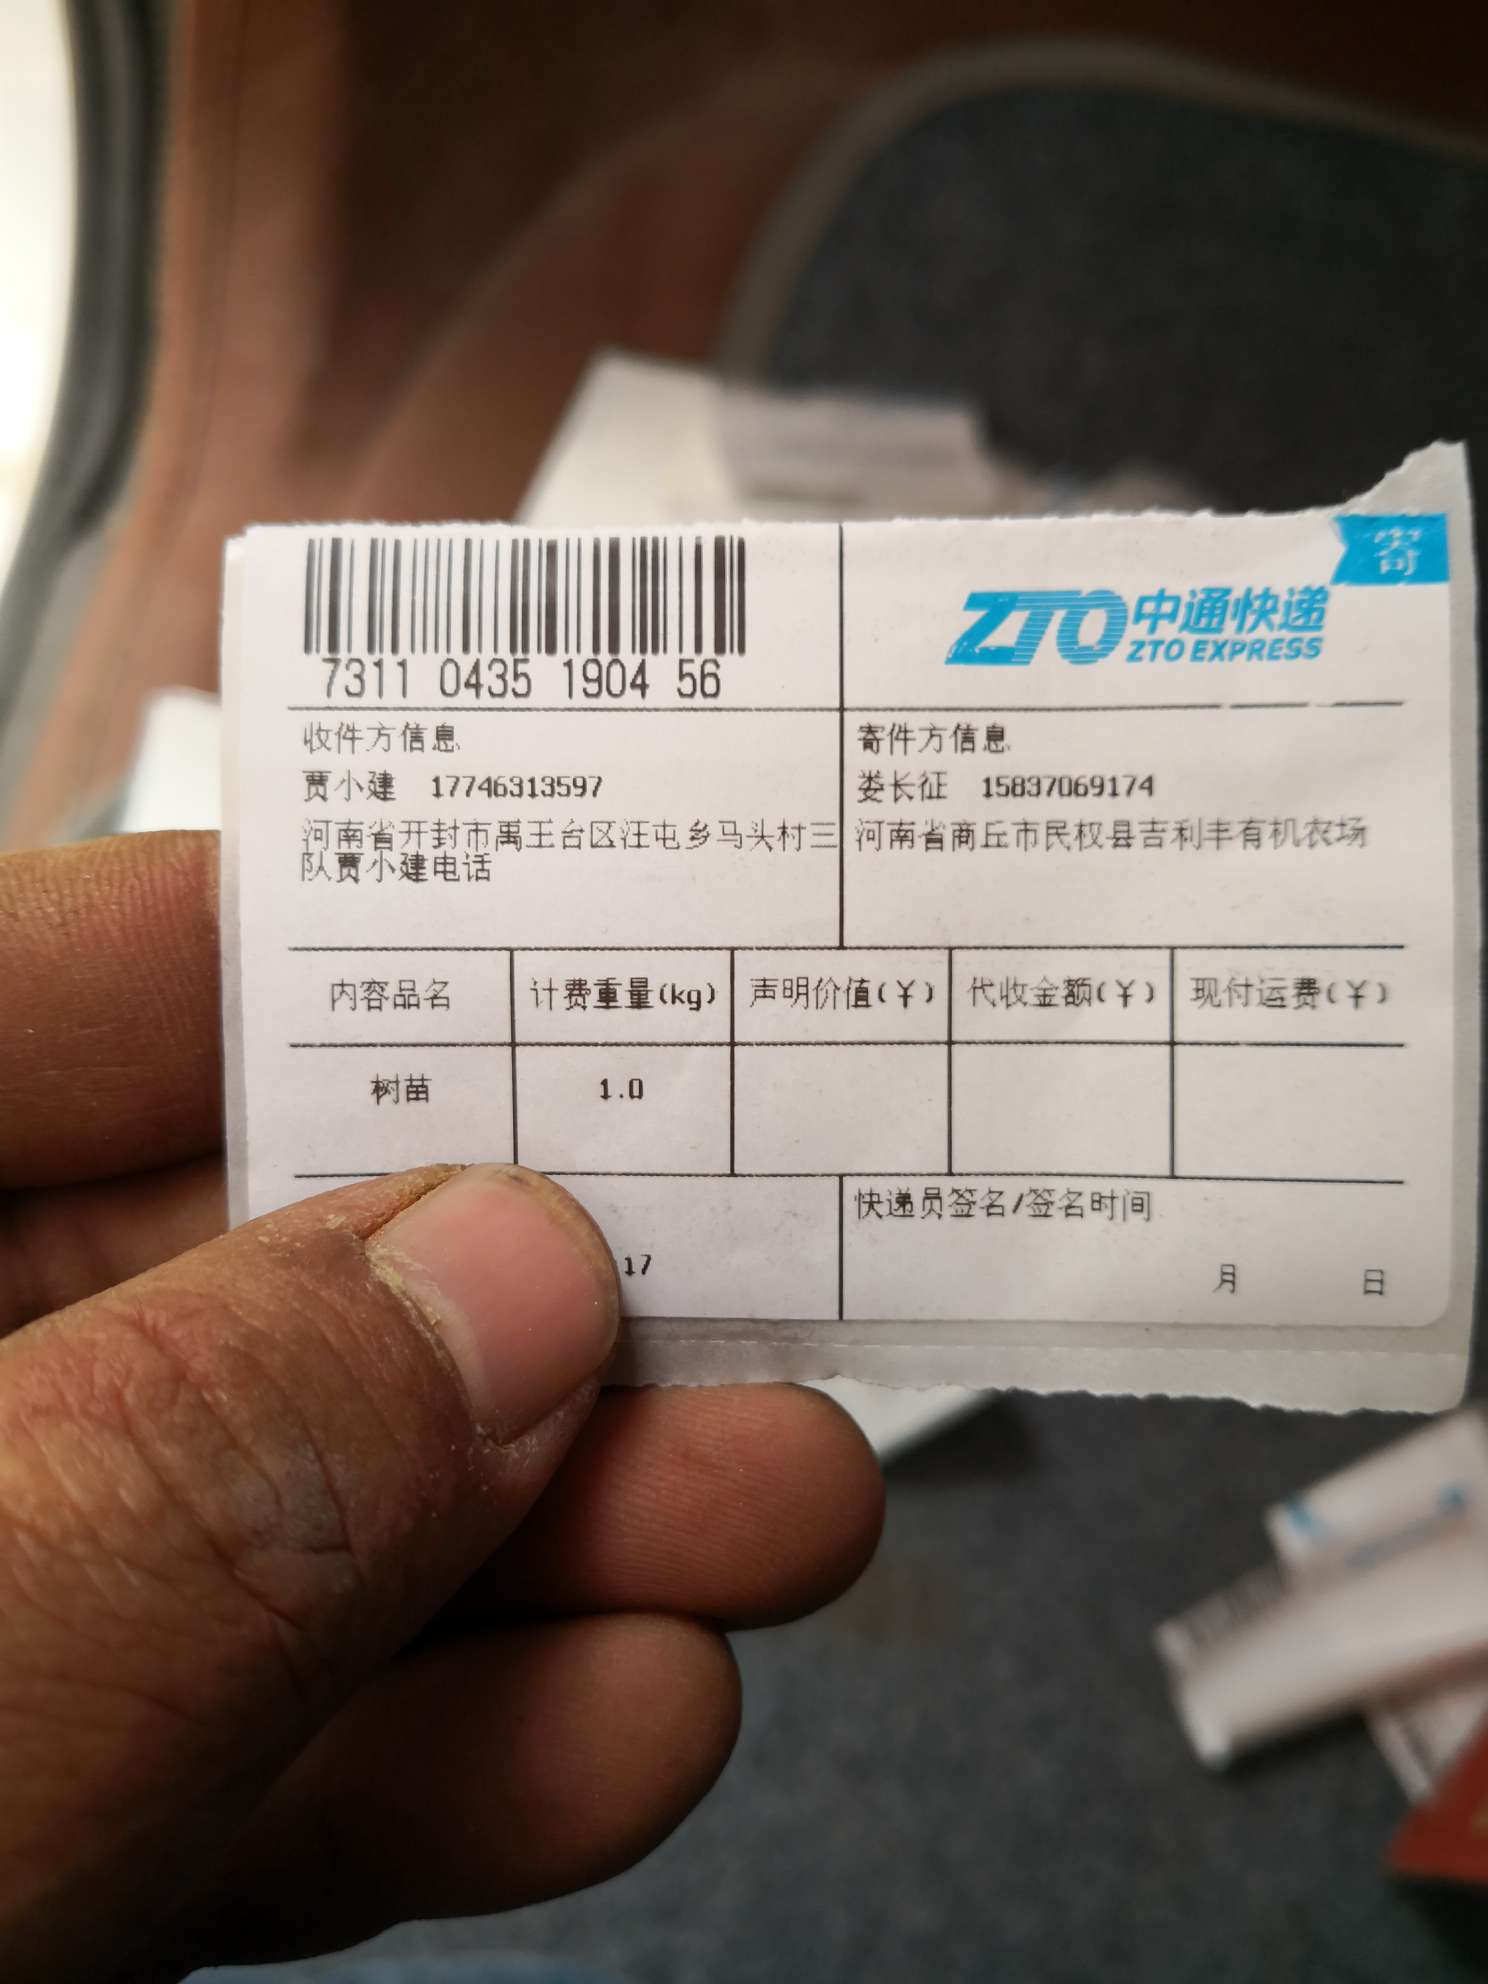 寄
ZTO中通快递
ZTO EXPRESS
7311 0435 1904 56
收件方信息
贾小建 17746313597
河南省开封市禹王台区汪屯乡马头村三
队贾小建电话
寄件方信息
娄长征 15837069174
河南省商丘市民权县吉利丰有机农场
内容品名 计费重量(kg) 声明价值(¥) 代收金额(¥) 现付运费(¥)
树苗 1.0
17
快递员签名/签名时间
月 日